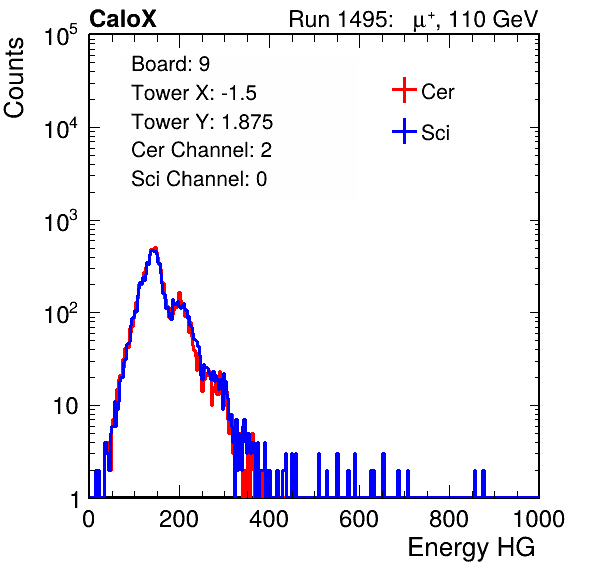 CaloX Run 1495: μ⁺, 110 GeV
Board: 9
Tower X: -1.5
Tower Y: 1.875
Cer Channel: 2
Sci Channel: 0
Cer
Sci
Counts
10⁵
10⁴
10³
10²
10
1
0 200 400 600 800 1000
Energy HG